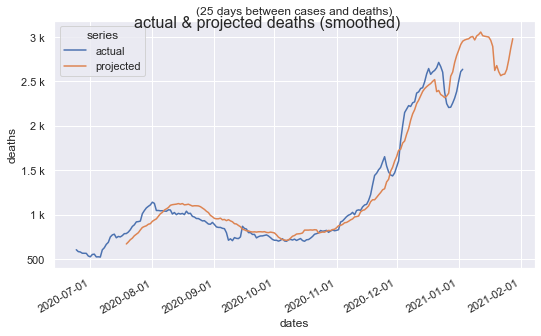 (25 days between cases and deaths)
actual & projected deaths (smoothed)
series
actual
projected
3 k
2.5 k
2 k
1.5 k
1 k
500
deaths
2020-07-01
2020-08-01
2020-09-01
2020-10-01
2020-11-01
2020-12-01
2021-01-01
2021-02-01
dates